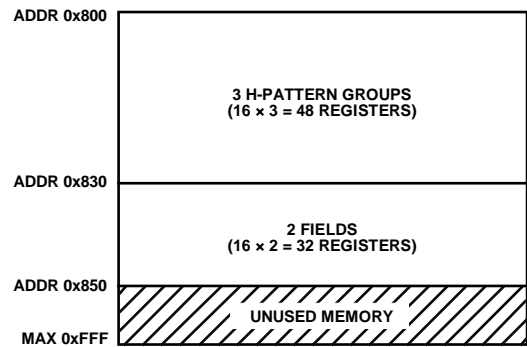 ADDR 0x800
3 H-PATTERN GROUPS
(16 × 3 = 48 REGISTERS)
ADDR 0x830
2 FIELDS
(16 × 2 = 32 REGISTERS)
ADDR 0x850
UNUSED MEMORY
MAX 0xFFF